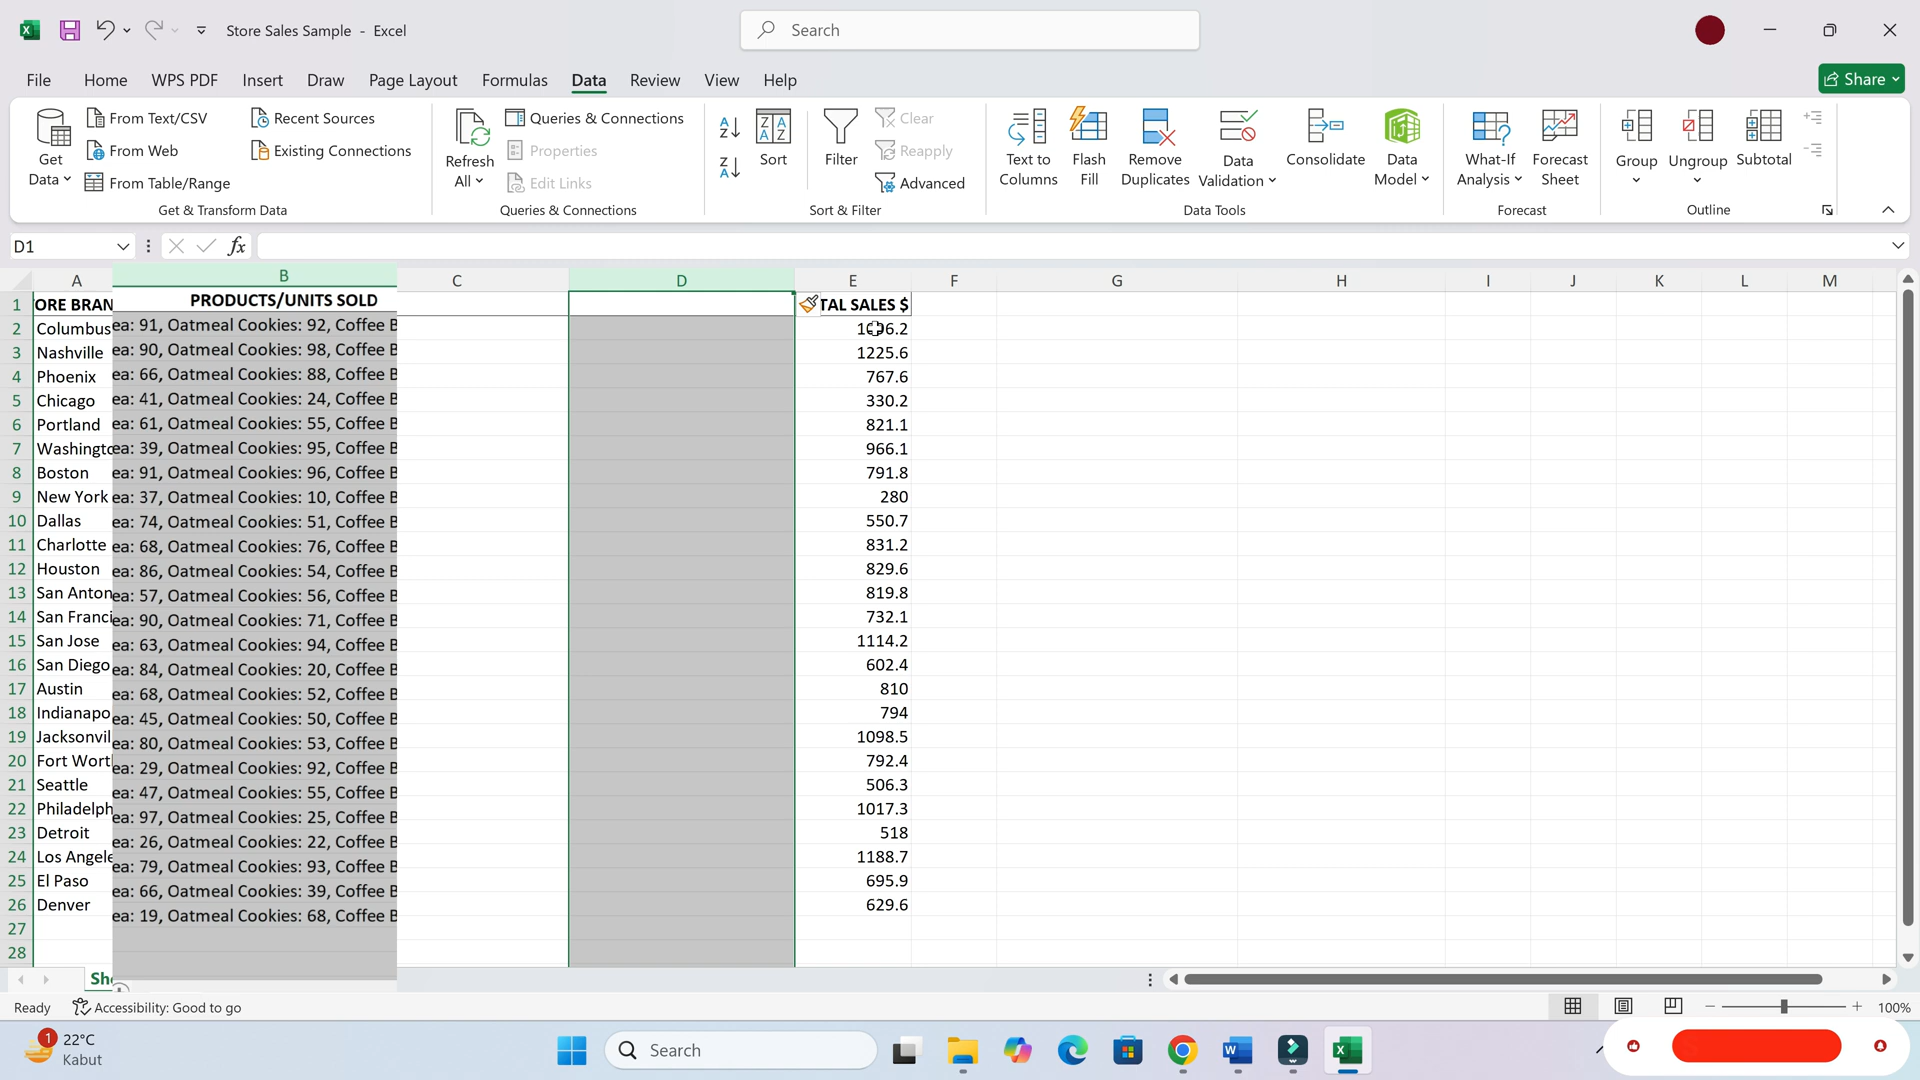 Store Sales Sample - Excel
Search
File Home WPS PDF Insert Draw Page Layout Formulas Data Review View Help
Share
Get Data
From Text/CSV
From Web
From Table/Range
Recent Sources
Existing Connections
Get & Transform Data
Refresh All
Queries & Connections
Properties
Edit Links
Queries & Connections
Sort
Filter
Clear
Reapply
Advanced
Sort & Filter
Text to Columns
Flash Fill
Remove Duplicates
Data Validation
Consolidate
Data Model
Data Tools
What-If Analysis
Forecast Sheet
Forecast
Group
Ungroup
Subtotal
Outline
D1 fx
A B C D E F G H I J K L M
1 ORE BRAN PRODUCTS/UNITS SOLD TAL SALES $
2 Columbus ea: 91, Oatmeal Cookies: 92, Coffee B
3 Nashville ea: 90, Oatmeal Cookies: 98, Coffee B 1225.6
4 Phoenix ea: 66, Oatmeal Cookies: 88, Coffee B 767.6
5 Chicago ea: 41, Oatmeal Cookies: 24, Coffee B 330.2
6 Portland ea: 61, Oatmeal Cookies: 55, Coffee B 821.1
7 Washingto ea: 39, Oatmeal Cookies: 95, Coffee B 966.1
8 Boston ea: 91, Oatmeal Cookies: 96, Coffee B 791.8
9 New York ea: 37, Oatmeal Cookies: 10, Coffee B 280
10 Dallas ea: 74, Oatmeal Cookies: 51, Coffee B 550.7
11 Charlotte ea: 68, Oatmeal Cookies: 76, Coffee B 831.2
12 Houston ea: 86, Oatmeal Cookies: 54, Coffee B 829.6
13 San Anton ea: 57, Oatmeal Cookies: 56, Coffee B 819.8
14 San Franci ea: 90, Oatmeal Cookies: 71, Coffee B 732.1
15 San Jose ea: 63, Oatmeal Cookies: 94, Coffee B 1114.2
16 San Diego ea: 84, Oatmeal Cookies: 20, Coffee B 602.4
17 Austin ea: 68, Oatmeal Cookies: 52, Coffee B 810
18 Indianapo ea: 45, Oatmeal Cookies: 50, Coffee B 794
19 Jacksonvil ea: 80, Oatmeal Cookies: 53, Coffee B 1098.5
20 Fort Wort ea: 29, Oatmeal Cookies: 92, Coffee B 792.4
21 Seattle ea: 47, Oatmeal Cookies: 55, Coffee B 506.3
22 Philadelph ea: 97, Oatmeal Cookies: 25, Coffee B 1017.3
23 Detroit ea: 26, Oatmeal Cookies: 22, Coffee B 518
24 Los Angele ea: 79, Oatmeal Cookies: 93, Coffee B 1188.7
25 El Paso ea: 66, Oatmeal Cookies: 39, Coffee B 695.9
26 Denver ea: 19, Oatmeal Cookies: 68, Coffee B 629.6
27
28
She
Ready Accessibility: Good to go 100%
1 22°C
Kabut
Search